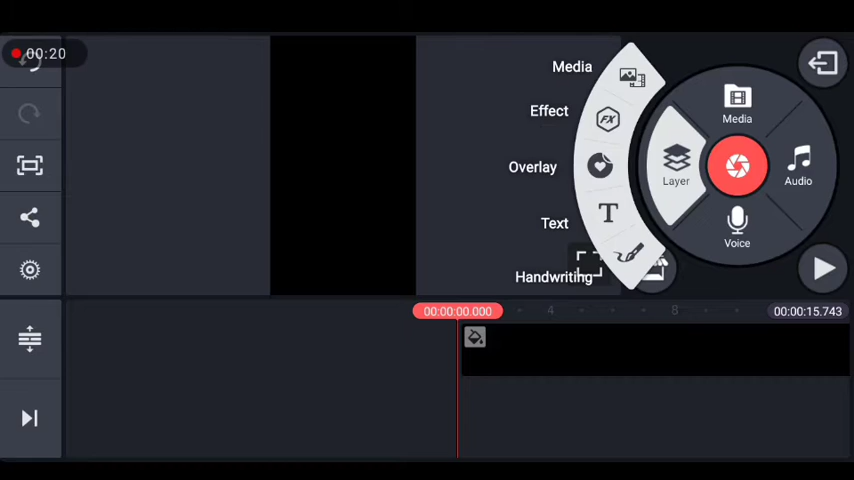 00:20
Media
Effect
Overlay
Text
Handwriting
FX
T
Media
Layer
Audio
Voice
00:00:00.000
4
8
00:00:15.743